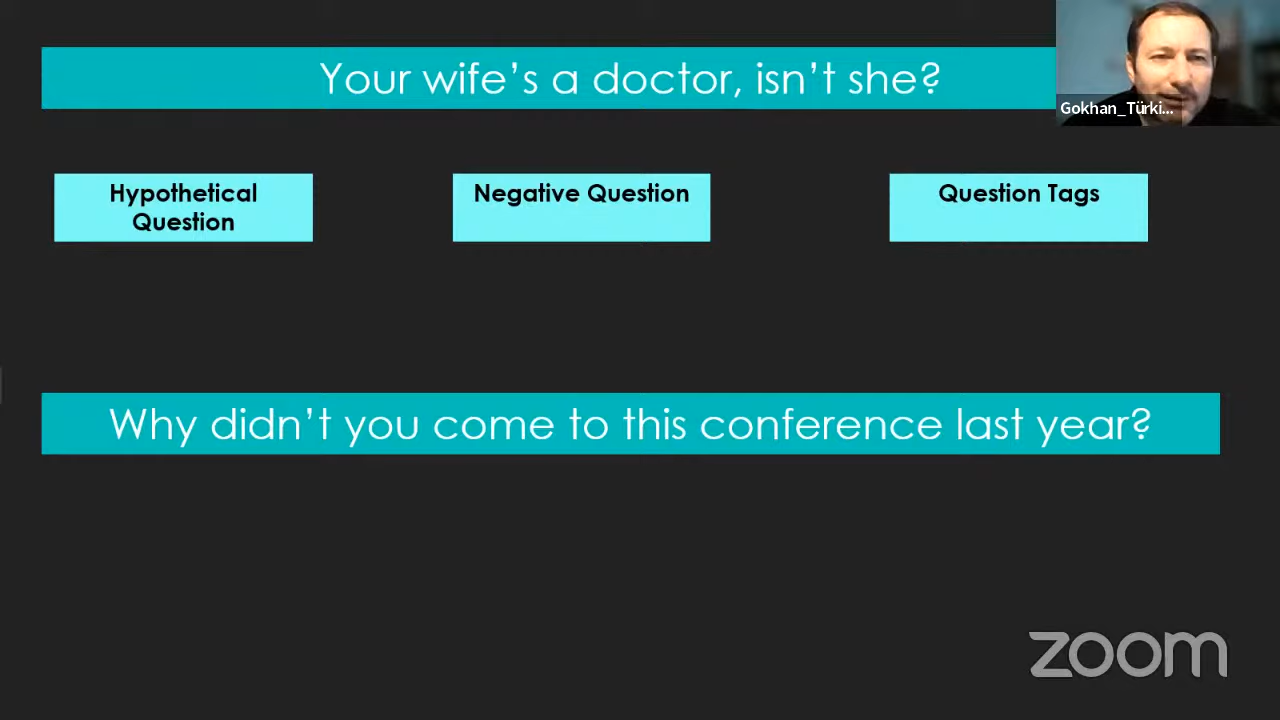 Your wife’s a doctor, isn’t she?
Gokhan_Türki...
Hypothetical
Question
Negative Question
Question Tags
Why didn’t you come to this conference last year?
zoom